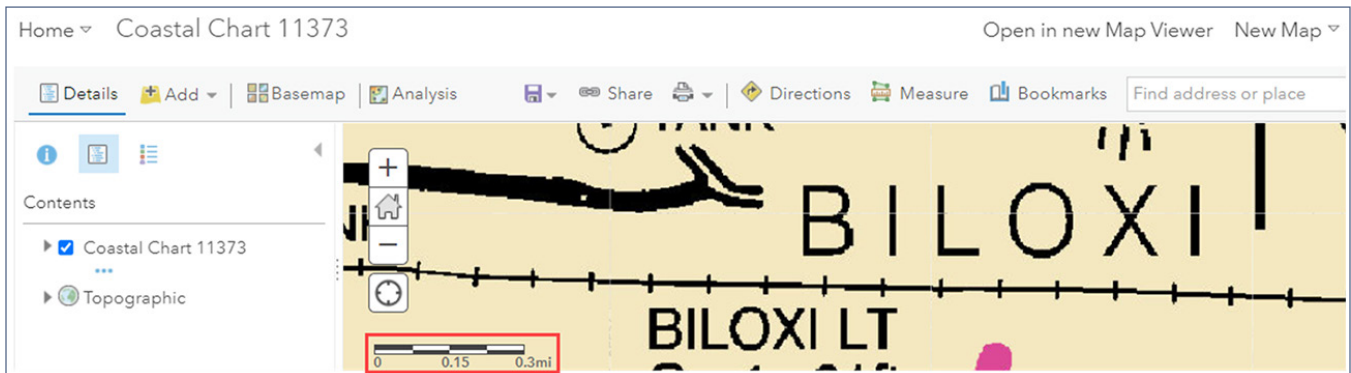 Home Coastal Chart 11373 Open in new Map Viewer New Map
Details Add Basemap Analysis Share Directions Measure Bookmarks Find address or place
TANK
Contents
BILOXI
Coastal Chart 11373
Topographic
BILOXI LT
0 0.15 0.3mi